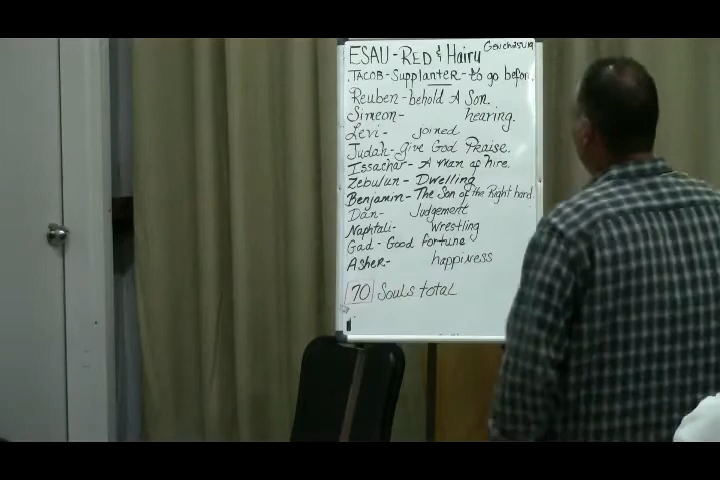 ESAU - RED & Hairy
JACOB - Supplanter - to go befor
Reuben - behold A Son.
Simeon - hearing.
Levi - joined
Judah - give God Praise.
Issachar - A man of hire.
Zebulun - Dwelling
Benjamin - The Son of the Right hand.
Dan - Judgement
Naphtali - wrestling
Gad - Good fortune
Asher - happiness
70 Souls total